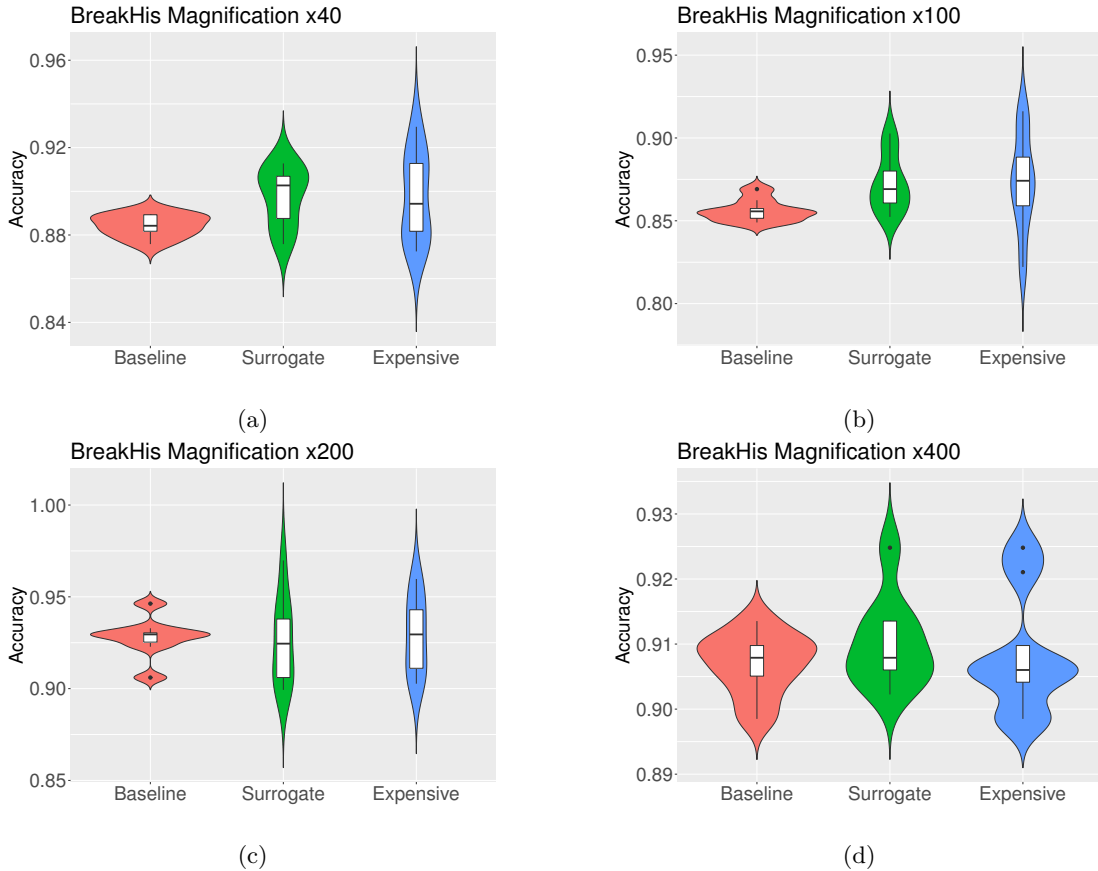 BreakHis Magnification x40
Accuracy
0.96
0.92
0.88
0.84
Baseline Surrogate Expensive
(a)
BreakHis Magnification x100
Accuracy
0.95
0.90
0.85
0.80
Baseline Surrogate Expensive
(b)
BreakHis Magnification x200
Accuracy
1.00
0.95
0.90
0.85
Baseline Surrogate Expensive
(c)
BreakHis Magnification x400
Accuracy
0.93
0.92
0.91
0.90
0.89
Baseline Surrogate Expensive
(d)